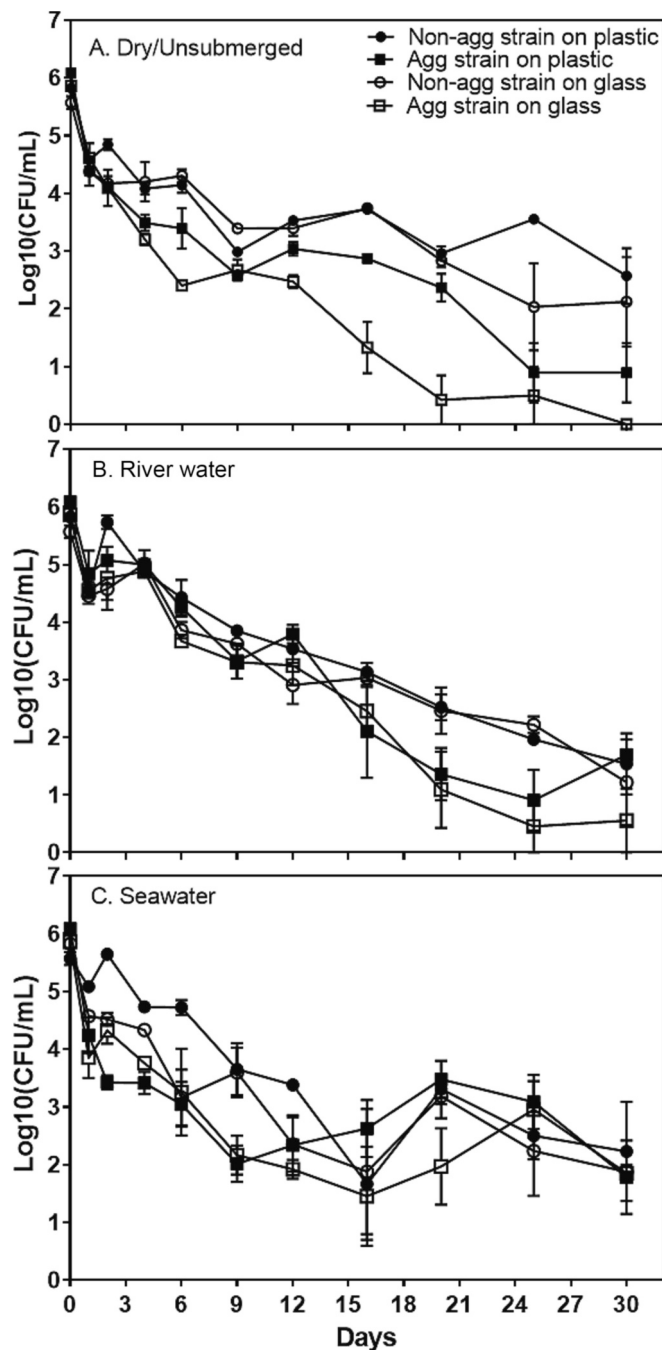 7
A. Dry/Unsubmerged
Non-agg strain on plastic
Agg strain on plastic
Non-agg strain on glass
Agg strain on glass
6
5
4
3
2
1
0
Log10(CFU/mL)
7
B. River water
6
5
4
3
2
1
0
Log10(CFU/mL)
7
C. Seawater
6
5
4
3
2
1
0
Log10(CFU/mL)
0 3 6 9 12 15 18 21 24 27 30
Days